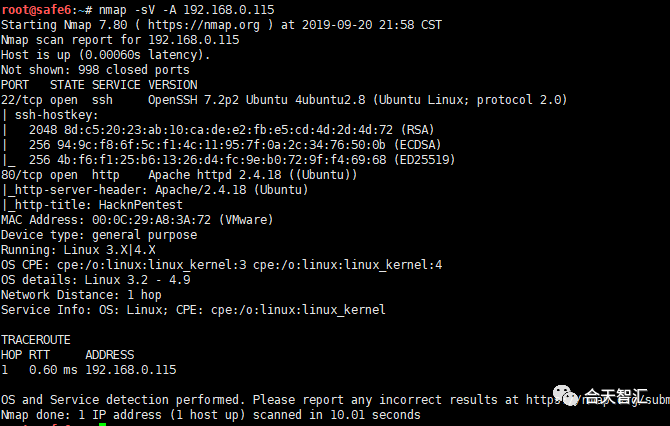 root@safe6:~# nmap -sV -A 192.168.0.115
Starting Nmap 7.80 ( https://nmap.org ) at 2019-09-20 21:58 CST
Nmap scan report for 192.168.0.115
Host is up (0.00060s latency).
Not shown: 998 closed ports
PORT   STATE SERVICE VERSION
22/tcp open  ssh     OpenSSH 7.2p2 Ubuntu 4ubuntu2.8 (Ubuntu Linux; protocol 2.0)
| ssh-hostkey:
|   2048 8d:c5:20:23:ab:10:ca:de:e2:fb:e5:cd:4d:2d:4d:72 (RSA)
|   256 94:9c:f8:6f:5c:f1:4c:11:95:7f:0a:2c:34:76:50:0b (ECDSA)
|_  256 4b:f6:f1:25:b6:13:26:d4:fc:9e:b0:72:9f:f4:69:68 (ED25519)
80/tcp open  http    Apache httpd 2.4.18 ((Ubuntu))
|_http-server-header: Apache/2.4.18 (Ubuntu)
|_http-title: HacknPentest
MAC Address: 00:0C:29:A8:3A:72 (VMware)
Device type: general purpose
Running: Linux 3.X|4.X
OS CPE: cpe:/o:linux:linux_kernel:3 cpe:/o:linux:linux_kernel:4
OS details: Linux 3.2 - 4.9
Network Distance: 1 hop
Service Info: OS: Linux; CPE: cpe:/o:linux:linux_kernel
TRACEROUTE
HOP RTT     ADDRESS
1   0.60 ms 192.168.0.115
OS and Service detection performed. Please report any incorrect results at
合天智汇
Nmap done: 1 IP address (1 host up) scanned in 10.01 seconds